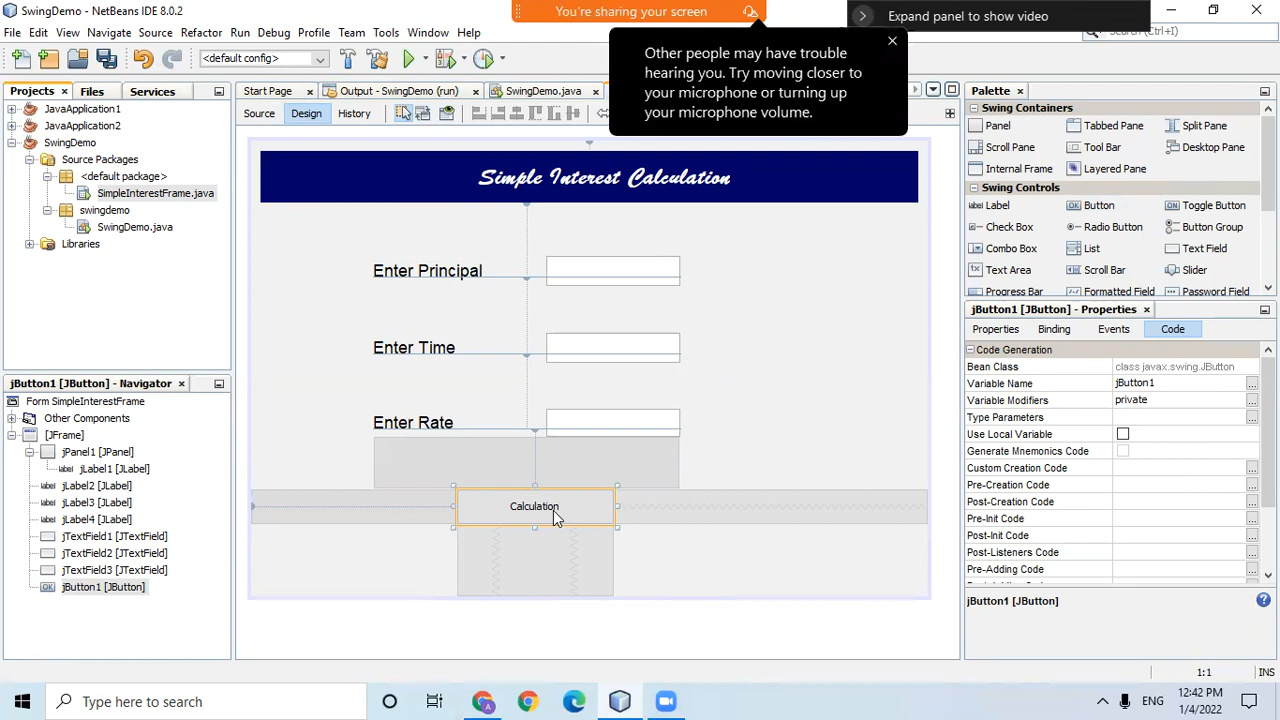 SwingDemo - NetBeans IDE 8.0.2
You're sharing your screen
Expand panel to show video
File Edit View Navigate Source Refactor Run Debug Profile Team Tools Window Help
Search (Ctrl+I)
Other people may have trouble
hearing you. Try moving closer to
your microphone or turning up
your microphone volume.
<default config>
Projects × Files Services
Start Page × Output - SwingDemo (run) × SwingDemo.java ×
Palette ×
JavaApplication1
JavaApplication2
SwingDemo
Source Packages
<default package>
SimpleInterestFrame.java
swingdemo
SwingDemo.java
Libraries
Source Design History
Simple Interest Calculation
Enter Principal
Enter Time
Enter Rate
Calculation
Swing Containers
Panel Tabbed Pane Split Pane
Scroll Pane Tool Bar Desktop Pane
Internal Frame Layered Pane
Swing Controls
Label Button Toggle Button
Check Box Radio Button Button Group
Combo Box List Text Field
Text Area Scroll Bar Slider
Progress Bar Formatted Field Password Field
jButton1 [JButton] - Navigator ×
Form SimpleInterestFrame
Other Components
[JFrame]
jPanel1 [JPanel]
jLabel1 [JLabel]
jLabel2 [JLabel]
jLabel3 [JLabel]
jLabel4 [JLabel]
jTextField1 [JTextField]
jTextField2 [JTextField]
jTextField3 [JTextField]
jButton1 [JButton]
jButton1 [JButton] - Properties ×
Properties Binding Events Code
Code Generation
Bean Class class javax.swing.JButton
Variable Name jButton1
Variable Modifiers private
Type Parameters
Use Local Variable
Generate Mnemonics Code
Custom Creation Code
Pre-Creation Code
Post-Creation Code
Pre-Init Code
Post-Init Code
Post-Listeners Code
Pre-Adding Code
jButton1 [JButton]
1:1 INS
Type here to search
ENG
12:42 PM
1/4/2022